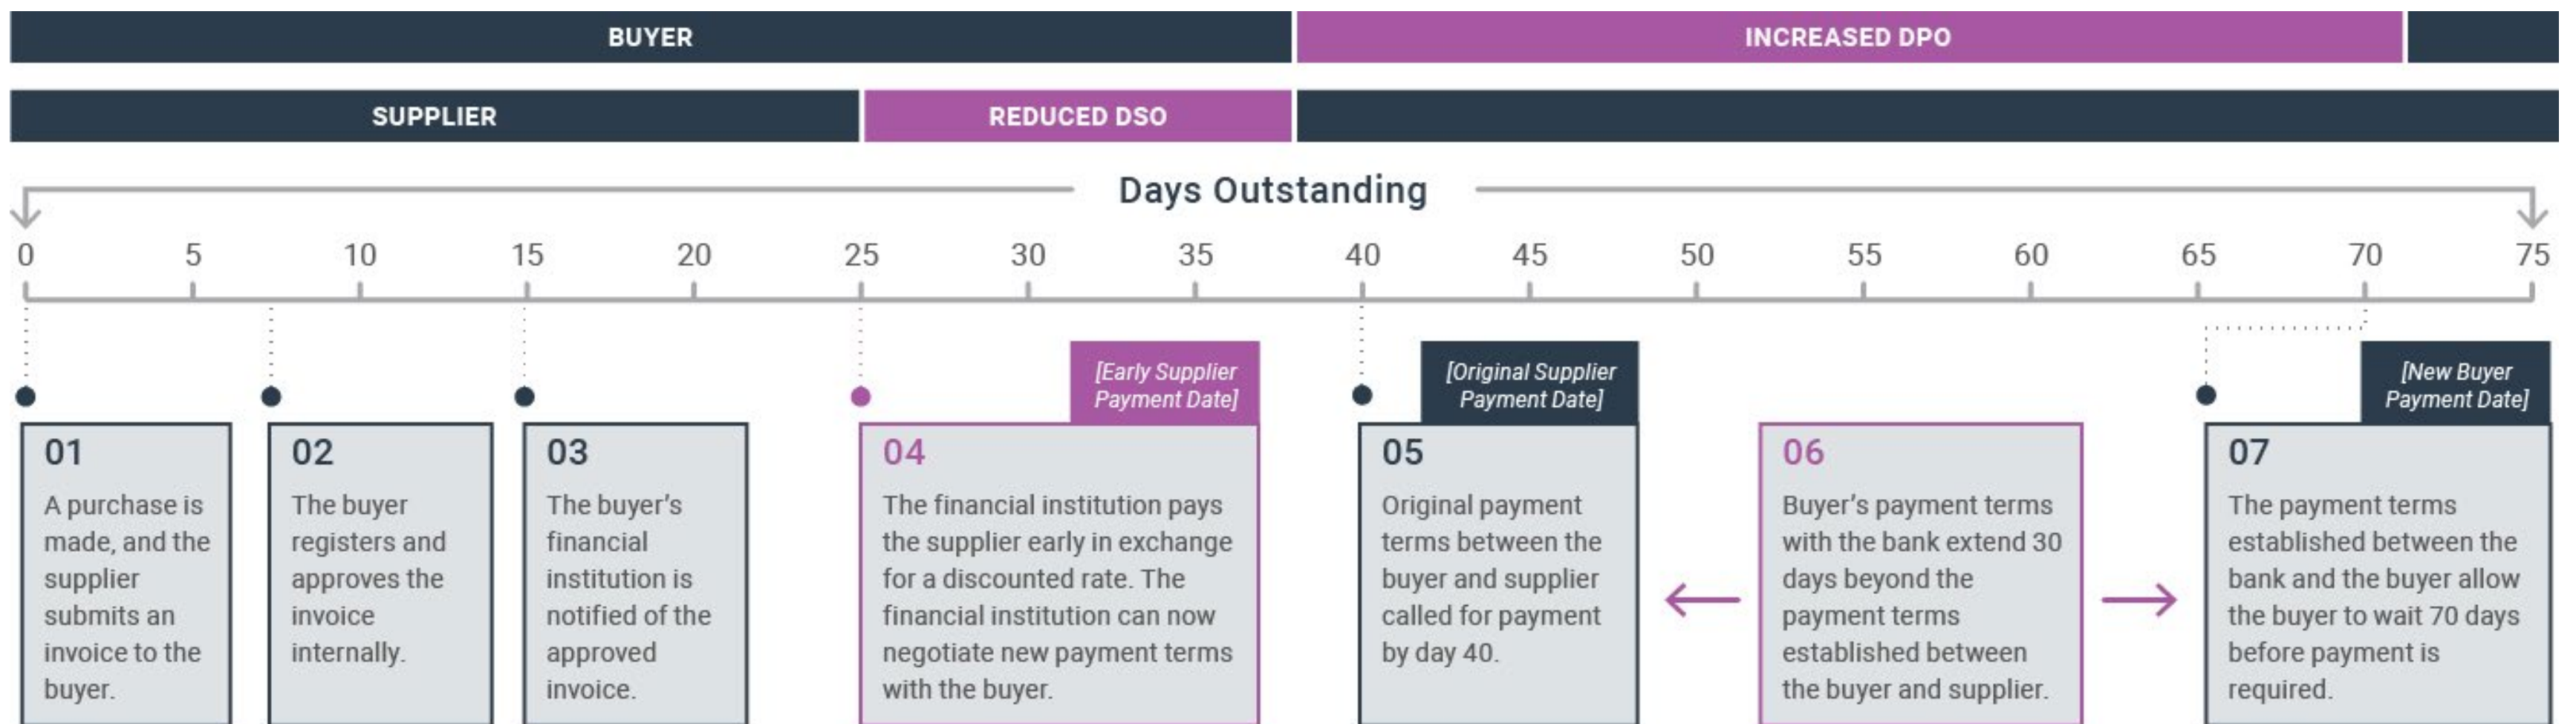 BUYER
INCREASED DPO
SUPPLIER
REDUCED DSO
Days Outstanding
0 5 10 15 20 25 30 35 40 45 50 55 60 65 70 75
01
A purchase is
made, and the
supplier
submits an
invoice to the
buyer.
02
The buyer
registers and
approves the
invoice
internally.
03
The buyer’s
financial
institution is
notified of the
approved
invoice.
[Early Supplier
Payment Date]
04
The financial institution pays
the supplier early in exchange
for a discounted rate. The
financial institution can now
negotiate new payment terms
with the buyer.
[Original Supplier
Payment Date]
05
Original payment
terms between the
buyer and supplier
called for payment
by day 40.
06
Buyer’s payment terms
with the bank extend 30
days beyond the
payment terms
established between
the buyer and supplier.
[New Buyer
Payment Date]
07
The payment terms
established between the
bank and the buyer allow
the buyer to wait 70 days
before payment is
required.